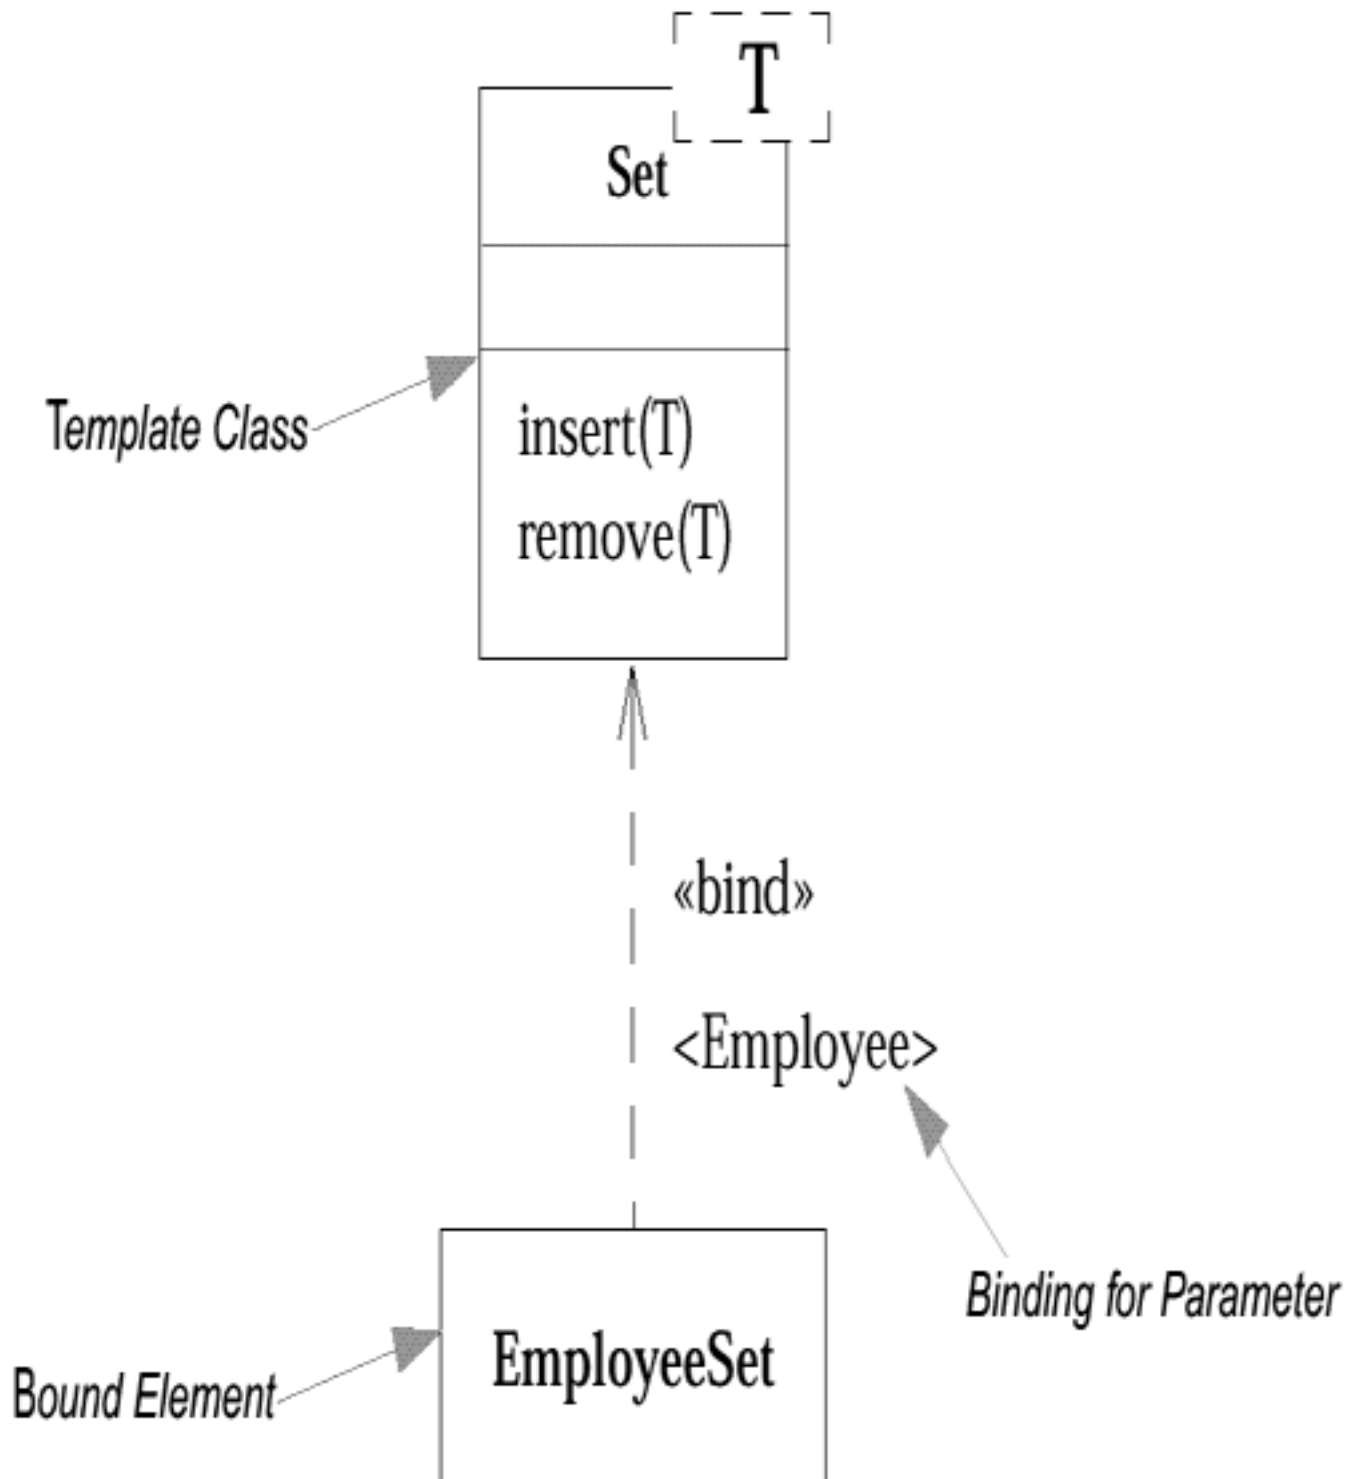 T
Set
Template Class
insert(T)
remove(T)
«bind»
<Employee>
Binding for Parameter
EmployeeSet
Bound Element